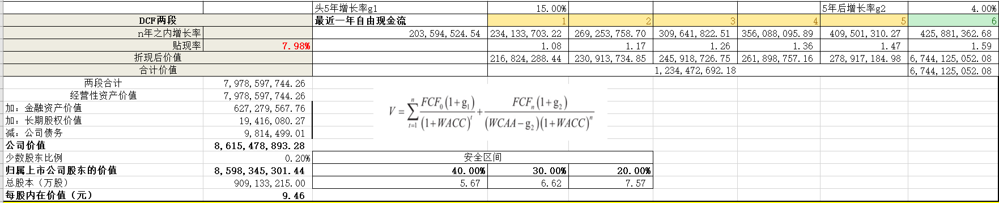 头5年增长率g1 15.00% 5年后增长率g2 4.00%
DCF两段 最近一年自由现金流 1 2 3 4 5 6
n年之内增长率 203,594,524.54 234,133,703.22 269,253,758.70 309,641,822.51 356,088,095.89 409,501,310.27 425,881,362.68
贴现率 7.98% 1.08 1.17 1.26 1.36 1.47 1.59
折现后价值 216,824,288.44 230,913,734.85 245,918,726.75 261,898,757.16 278,917,184.98 6,744,125,052.08
合计价值 1,234,472,692.18 6,744,125,052.08
两段合计 7,978,597,744.26
经营性资产价值 7,978,597,744.26
加：金融资产价值 627,279,567.76
加：长期股权价值 19,416,080.27
减：公司债务 9,814,499.01
V=∑_{t=1}^{n} FCF_0(1+g_1)/(1+WACC)^t + FCF_n(1+g_2)/((WCAA-g_2)(1+WACC)^n)
公司价值 8,615,478,893.28
少数股东比例 0.20% 安全区间
归属上市公司股东的价值 8,598,345,301.44 40.00% 30.00% 20.00%
总股本（万股） 909,133,215.00 5.67 6.62 7.57
每股内在价值（元） 9.46